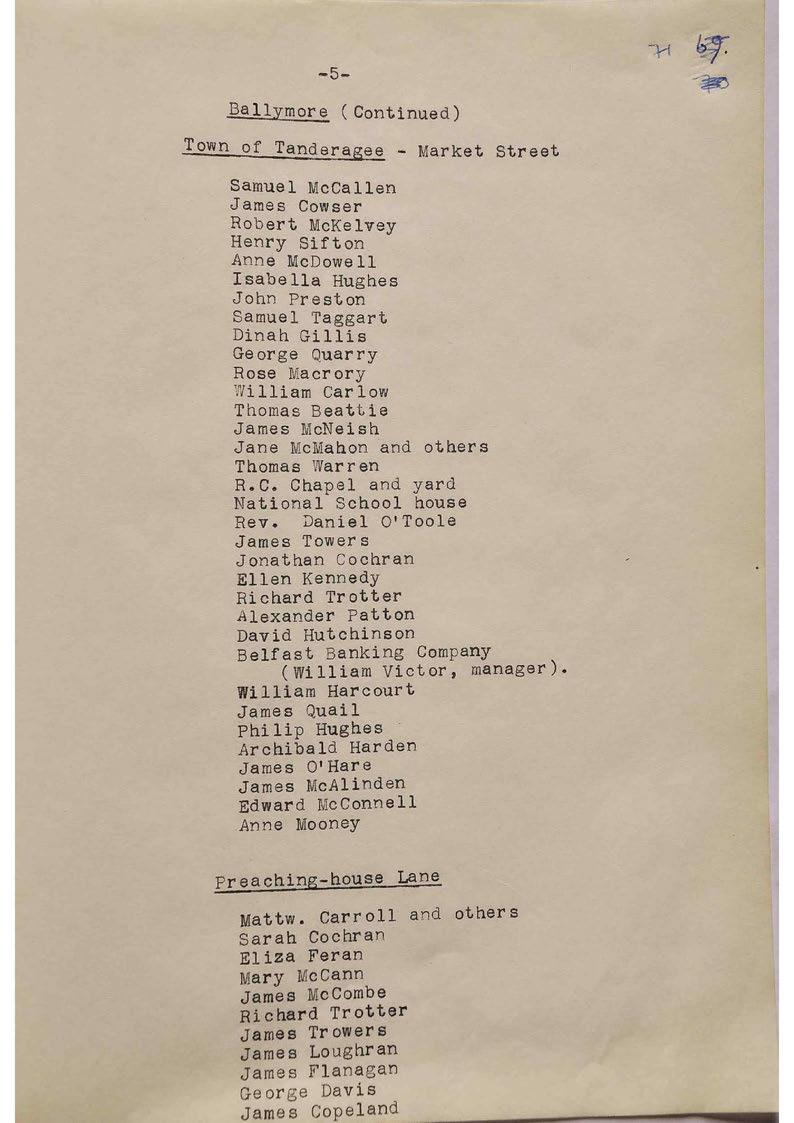 71 69.
70
-5-
Ballymore (Continued)
Town of Tanderagee - Market Street
Samuel McCallen
James Cowser
Robert McKelvey
Henry Sifton
Anne McDowell
Isabella Hughes
John Preston
Samuel Taggart
Dinah Gillis
George Quarry
Rose Macrory
William Carlow
Thomas Beattie
James McNeish
Jane McMahon and others
Thomas Warren
R.C. Chapel and yard
National School house
Rev. Daniel O'Toole
James Towers
Jonathan Cochran
Ellen Kennedy
Richard Trotter
Alexander Patton
David Hutchinson
Belfast Banking Company
(William Victor, manager).
William Harcourt
James Quail
Philip Hughes
Archibald Harden
James O'Hare
James McAlinden
Edward McConnell
Anne Mooney
Preaching-house Lane
Mattw. Carroll and others
Sarah Cochran
Eliza Feran
Mary McCann
James McCombe
Richard Trotter
James Trowers
James Loughran
James Flanagan
George Davis
James Copeland